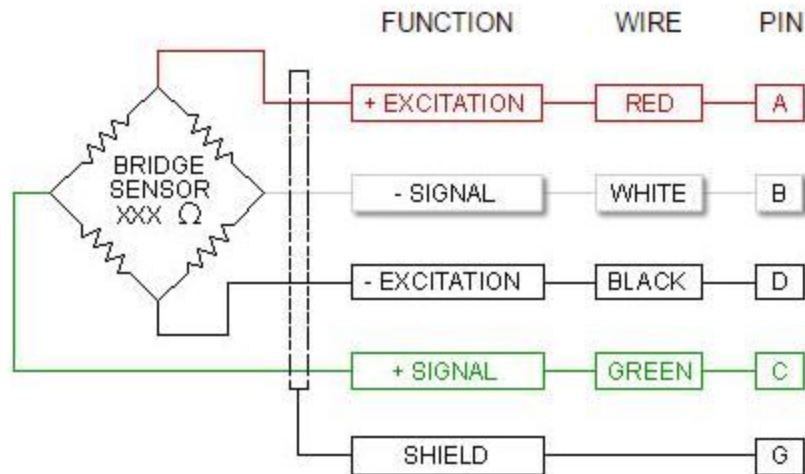 FUNCTION WIRE PIN
+ EXCITATION RED A
BRIDGE
SENSOR
XXX Ω
- SIGNAL WHITE B
- EXCITATION BLACK D
+ SIGNAL GREEN C
SHIELD G